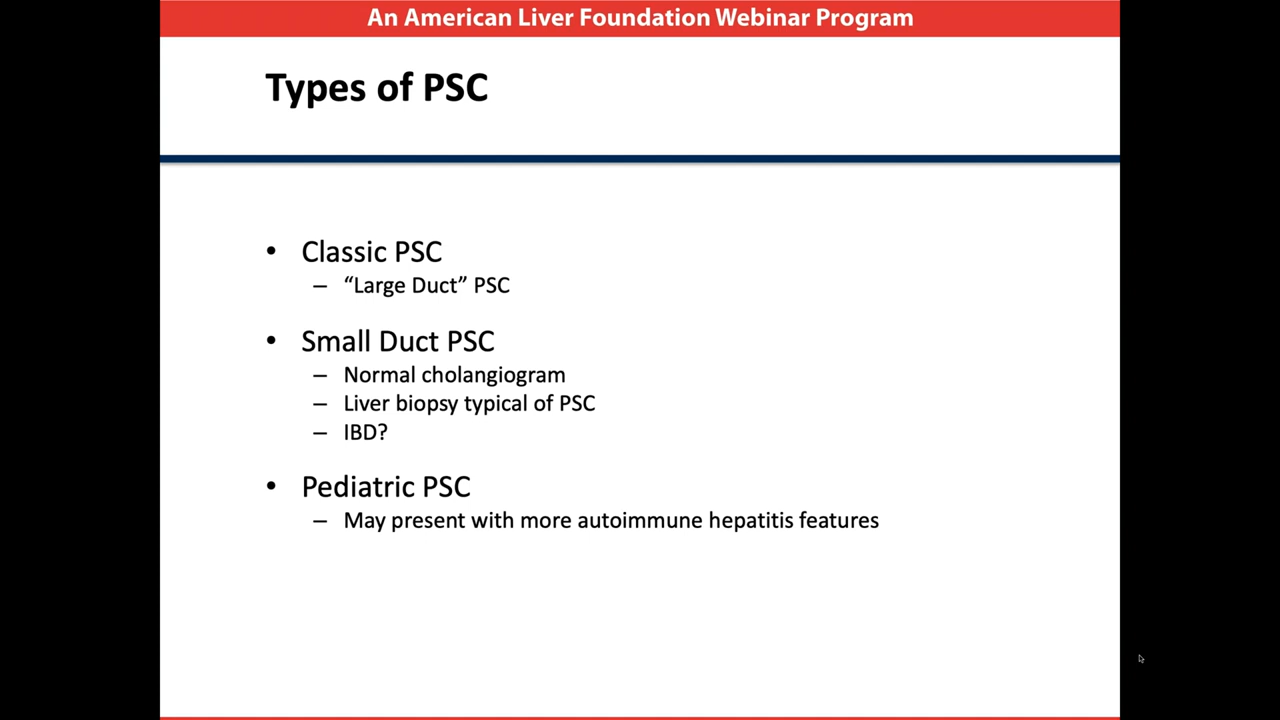 An American Liver Foundation Webinar Program
Types of PSC
• Classic PSC
– “Large Duct” PSC
• Small Duct PSC
– Normal cholangiogram
– Liver biopsy typical of PSC
– IBD?
• Pediatric PSC
– May present with more autoimmune hepatitis features